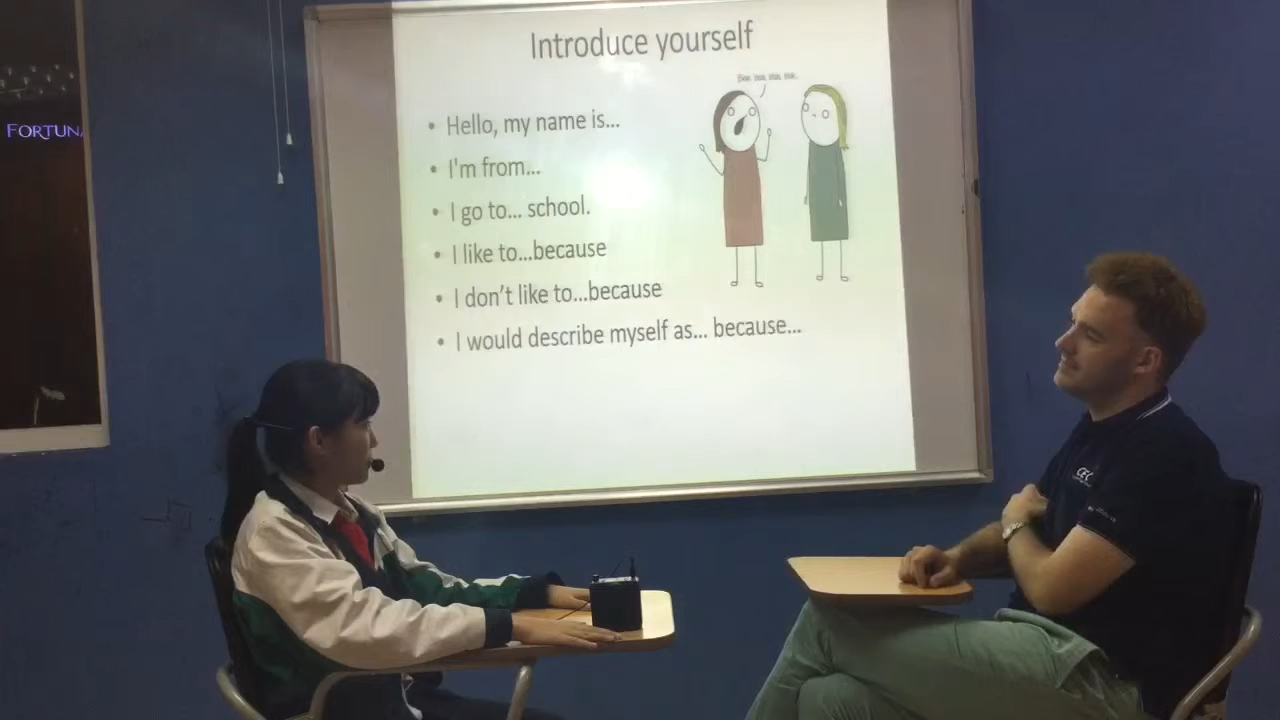 Introduce yourself
• Hello, my name is...
• I'm from...
• I go to... school.
• I like to...because
• I don't like to...because
• I would describe myself as... because...
FORTUNA
CEC